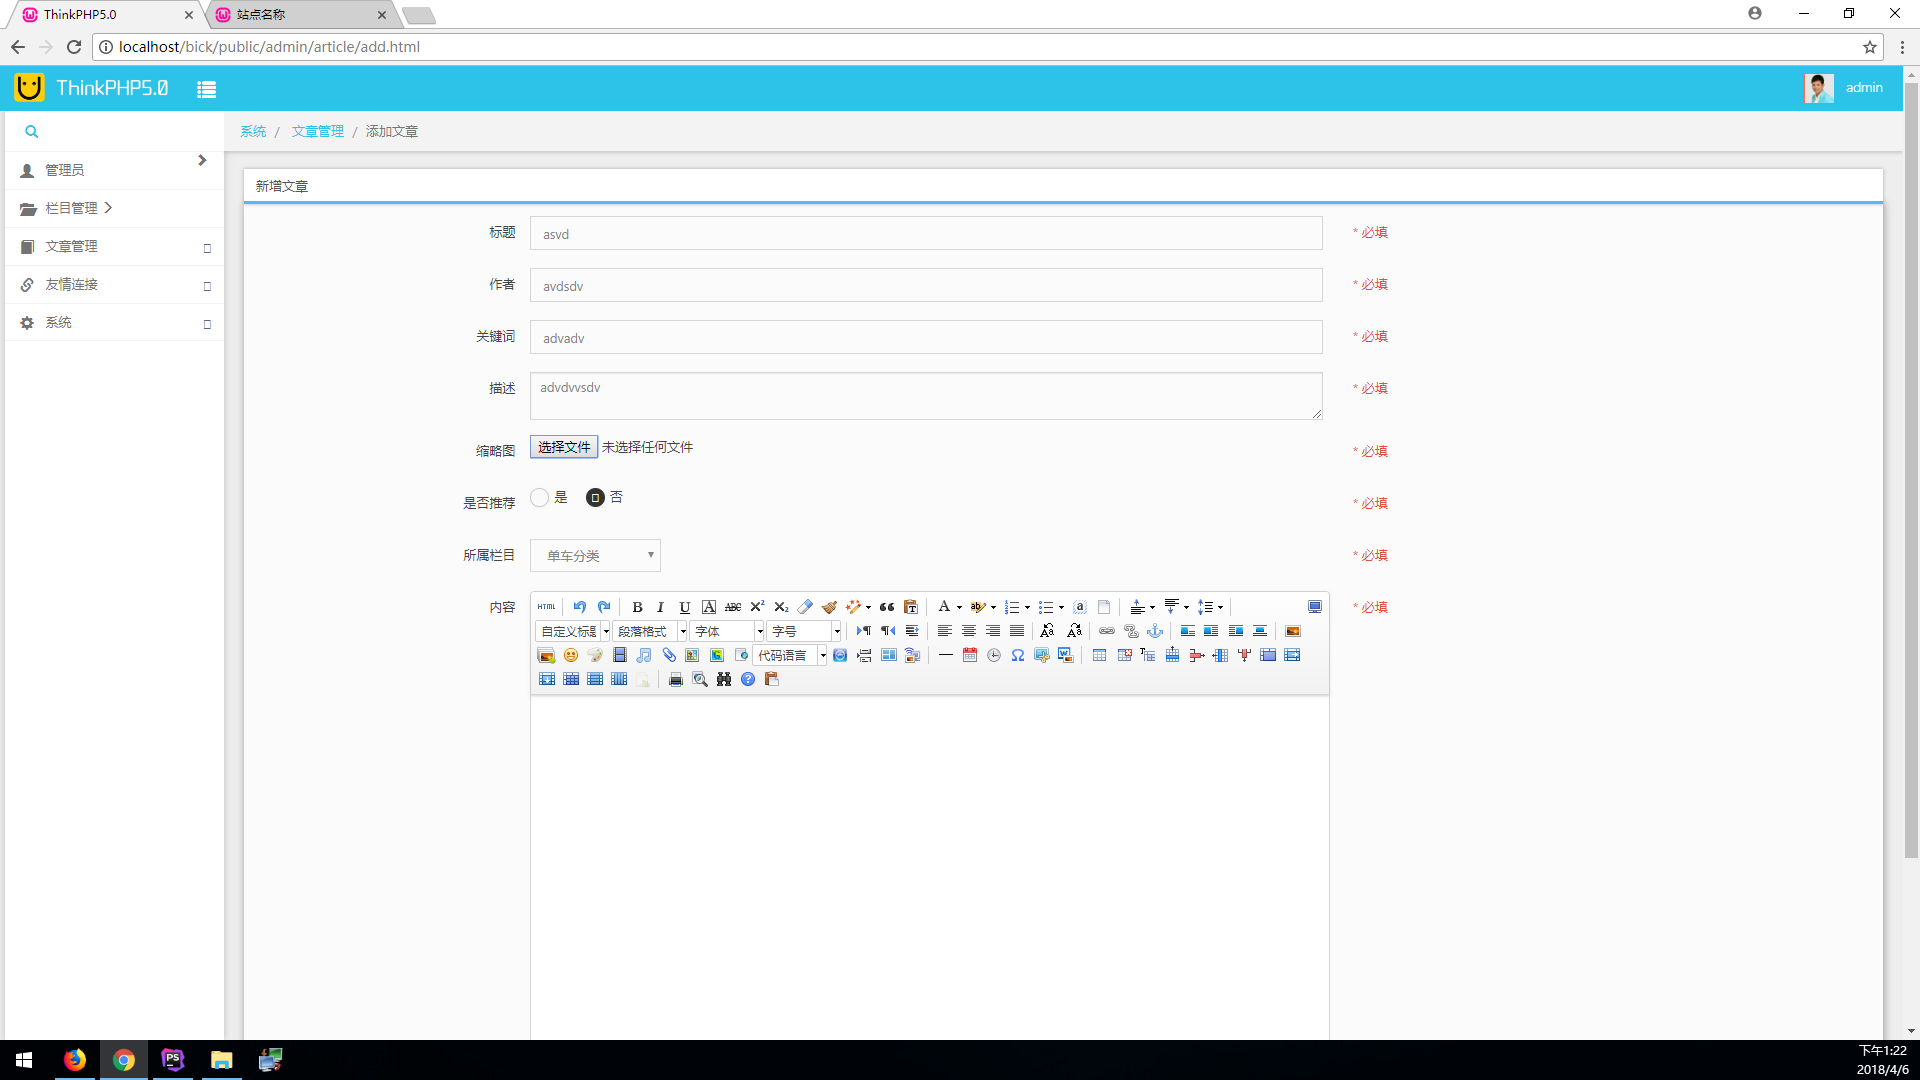 ThinkPHP5.0
站点名称
localhost/bick/public/admin/article/add.html
ThinkPHP5.0
admin
系统 / 文章管理 / 添加文章
管理员
栏目管理
文章管理
友情连接
系统
新增文章
标题 asvd * 必填
作者 avdsdv * 必填
关键词 advadv * 必填
描述 advdvvsdv * 必填
缩略图 选择文件 未选择任何文件 * 必填
是否推荐 是 否 * 必填
所属栏目 单车分类 * 必填
内容 HTML B I U A ABC X² X₂ A ab a * 必填
自定义标题 段落格式 字体 字号
代码语言
下午1:22
2018/4/6